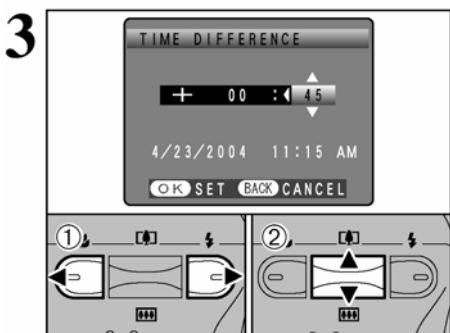 3
TIME DIFFERENCE
+ 00 : 45
4/23/2004 11:15 AM
OK SET BACK CANCEL
① ②